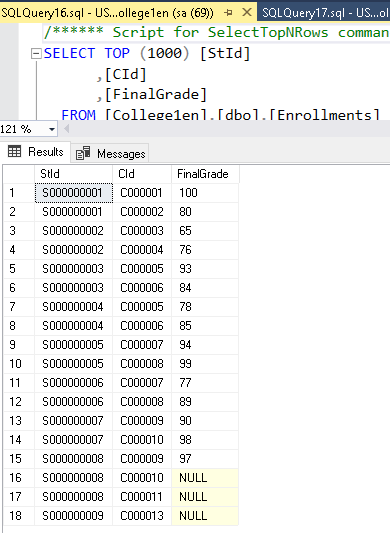 SQLQuery16.sql - US...ollege1en (sa (69)) SQLQuery17.sql - US...ol
/****** Script for SelectTopNRows comman
SELECT TOP (1000) [StId]
,[CId]
,[FinalGrade]
FROM [College1en].[dbo].[Enrollments]
121 %
Results Messages
StId CId FinalGrade
1 S000000001 C000001 100
2 S000000001 C000002 80
3 S000000002 C000003 65
4 S000000002 C000004 76
5 S000000003 C000005 93
6 S000000003 C000006 84
7 S000000004 C000005 78
8 S000000004 C000006 85
9 S000000005 C000007 94
10 S000000005 C000008 99
11 S000000006 C000007 77
12 S000000006 C000008 89
13 S000000007 C000009 90
14 S000000007 C000010 98
15 S000000008 C000009 97
16 S000000008 C000010 NULL
17 S000000008 C000011 NULL
18 S000000009 C000013 NULL